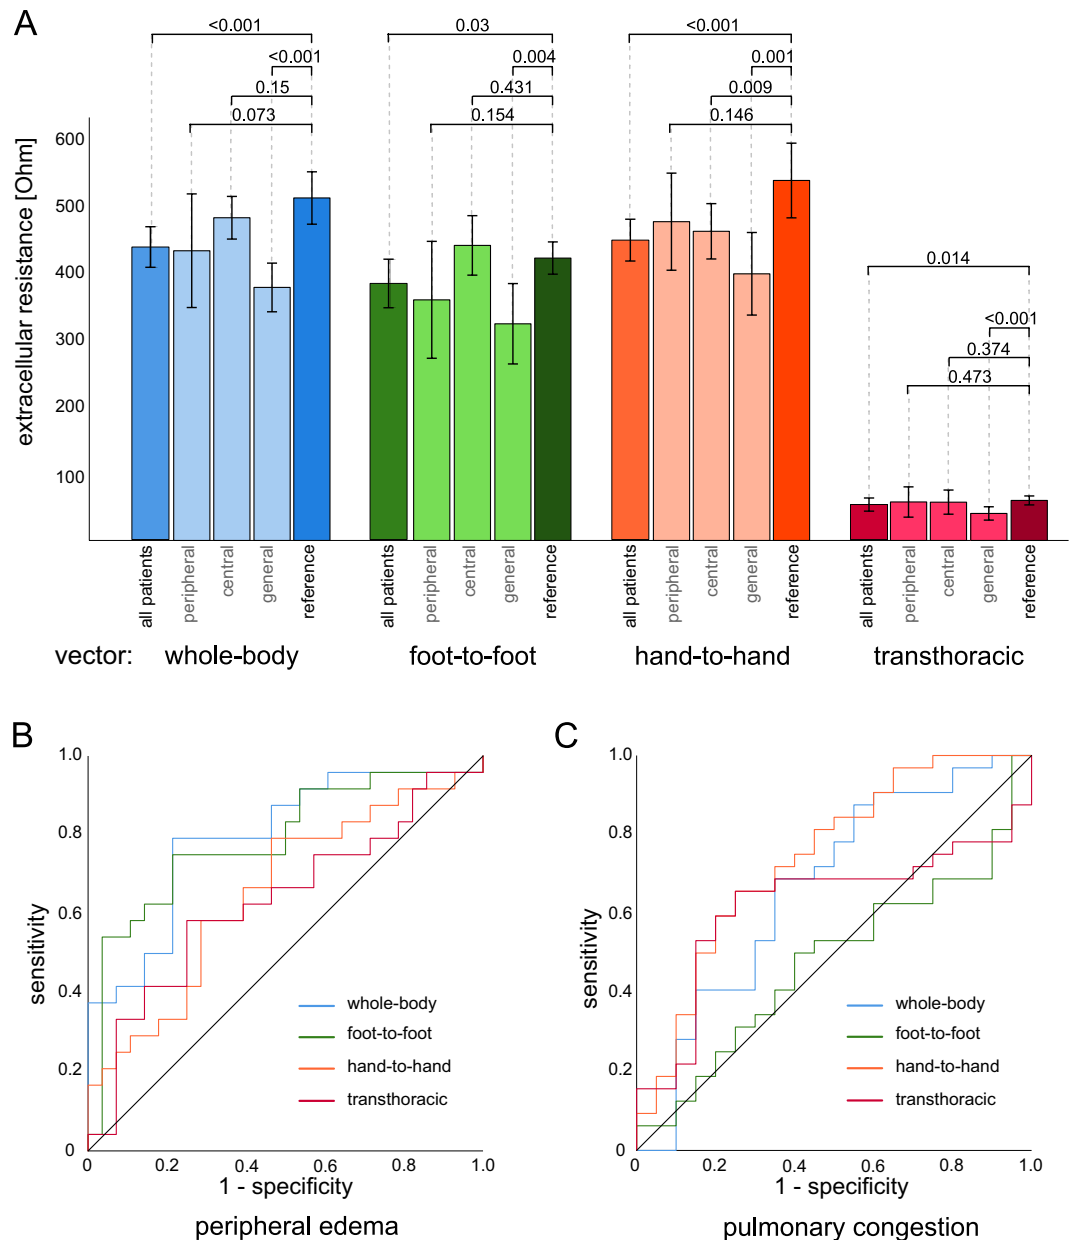 A
<0.001
0.03
<0.001
<0.001
0.004
0.001
0.15
0.431
0.009
0.073
0.154
0.146
0.014
<0.001
0.374
0.473
extracellular resistance [Ohm]
600
500
400
300
200
100
all patients
peripheral
central
general
reference
all patients
peripheral
central
general
reference
all patients
peripheral
central
general
reference
all patients
peripheral
central
general
reference
vector: whole-body foot-to-foot hand-to-hand transthoracic
B
sensitivity
1.0
0.8
0.6
0.4
0.2
0
whole-body
foot-to-foot
hand-to-hand
transthoracic
0 0.2 0.4 0.6 0.8 1.0
1 - specificity
peripheral edema
C
sensitivity
1.0
0.8
0.6
0.4
0.2
0
whole-body
foot-to-foot
hand-to-hand
transthoracic
0 0.2 0.4 0.6 0.8 1.0
1 - specificity
pulmonary congestion